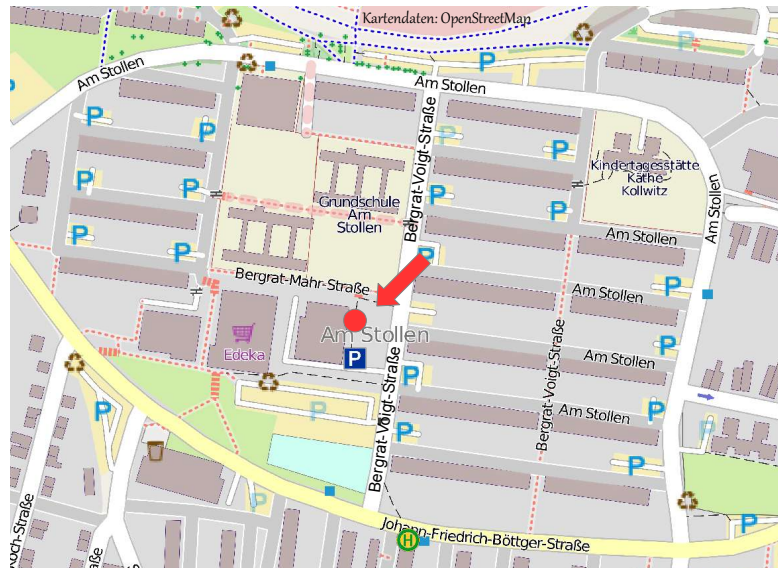 Kartendaten: OpenStreetMap
P
P
Am Stollen
P
P
Am Stollen
P
P
P
P
Bergrat-Voigt-Straße
Kindertagesstätte
Käthe
Kollwitz
P
P
P
P
Grundschule
Am
Stollen
Am Stollen
P
P
Am Stollen
P
Bergrat-Mahr-Straße
P
Am Stollen
Am Stollen
Edeka
P
Am Stollen
P
P
Bergrat-Voigt-Straße
Bergrat-Voigt-Straße
P
P
P
Am Stollen
P
P
P
P
P
Koch-Straße
Straße
H
Johann-Friedrich-Böttger-Straße
P